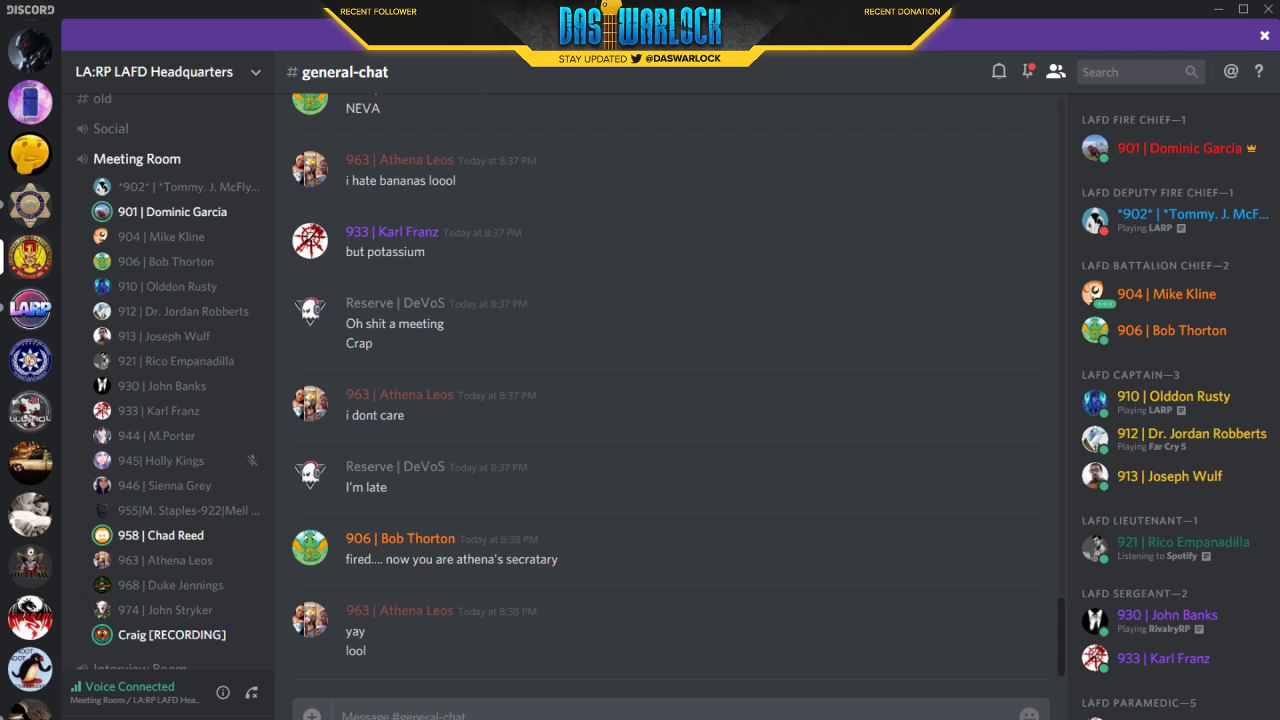 DISCORD
RECENT FOLLOWER
DAS WARLOCK
RECENT DONATION
STAY UPDATED @DASWARLOCK
LA:RP LAFD Headquarters
# general-chat
Search
# old
Social
Meeting Room
*902* | *Tommy. J. McFly...
901 | Dominic Garcia
904 | Mike Kline
906 | Bob Thorton
910 | Olddon Rusty
912 | Dr. Jordan Robberts
913 | Joseph Wulf
921 | Rico Empanadilla
930 | John Banks
933 | Karl Franz
944 | M.Porter
945| Holly Kings
946 | Sienna Grey
955|M. Staples-922|Mell ...
958 | Chad Reed
963 | Athena Leos
968 | Duke Jennings
974 | John Stryker
Craig [RECORDING]
Interview Room
Voice Connected
Meeting Room / LA:RP LAFD Hea...
NEVA
963 | Athena Leos Today at 8:37 PM
i hate bananas loool
933 | Karl Franz Today at 8:37 PM
but potassium
Reserve | DeVoS Today at 8:37 PM
Oh shit a meeting
Crap
963 | Athena Leos Today at 8:37 PM
i dont care
Reserve | DeVoS Today at 8:37 PM
I'm late
906 | Bob Thorton Today at 8:38 PM
fired.... now you are athena's secratary
963 | Athena Leos Today at 8:38 PM
yay
lool
Message #general-chat
LAFD FIRE CHIEF—1
901 | Dominic Garcia
LAFD DEPUTY FIRE CHIEF—1
*902* | *Tommy. J. McF...
Playing LARP
LAFD BATTALION CHIEF—2
904 | Mike Kline
906 | Bob Thorton
LAFD CAPTAIN—3
910 | Olddon Rusty
Playing LARP
912 | Dr. Jordan Robberts
Playing Far Cry 5
913 | Joseph Wulf
LAFD LIEUTENANT—1
921 | Rico Empanadilla
Listening to Spotify
LAFD SERGEANT—2
930 | John Banks
Playing RivalryRP
933 | Karl Franz
LAFD PARAMEDIC—5
LARP